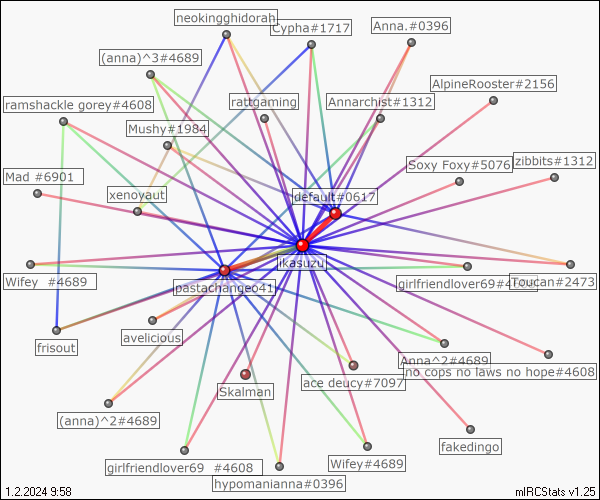 neokingghidorah
Cypha#1717
Anna.#0396
(anna)^3#4689
AlpineRooster#2156
ramshackle gorey#4608
rattgaming
Annarchist#1312
Mushy#1984
Soxy Foxy#5076
zibbits#1312
Mad #6901
xenoyaut
default#0617
Kasuzu
Wifey  #4689
pastachangeo41
girlfriendlover69#4608
Toucan#2473
avelicious
frisout
Anna^2#4689
no cops no laws no hope#4608
ace deucy#7097
Skalman
(anna)^2#4689
fakedingo
girlfriendlover69  #4608
Wifey#4689
hypomanianna#0396
1.2.2024 9:58
mIRCStats v1.25